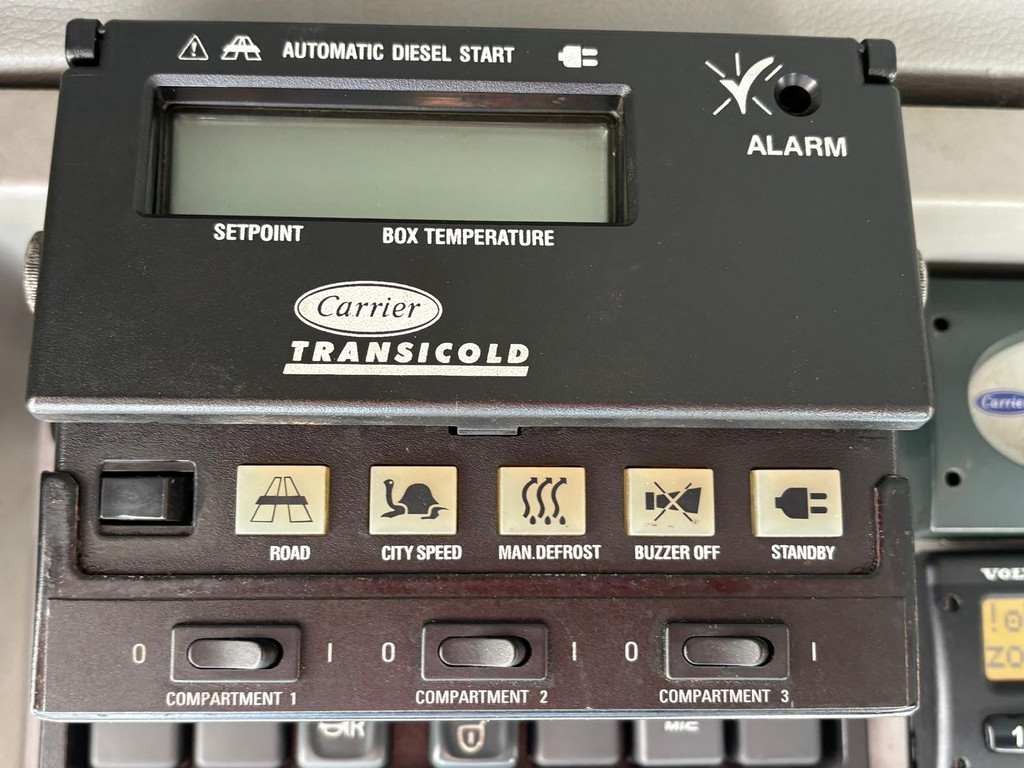 AUTOMATIC DIESEL START
ALARM
SETPOINT BOX TEMPERATURE
Carrier
TRANSICOLD
ROAD CITY SPEED MAN.DEFROST BUZZER OFF STANDBY
0 I 0 I 0 I
COMPARTMENT 1 COMPARTMENT 2 COMPARTMENT 3
MIC